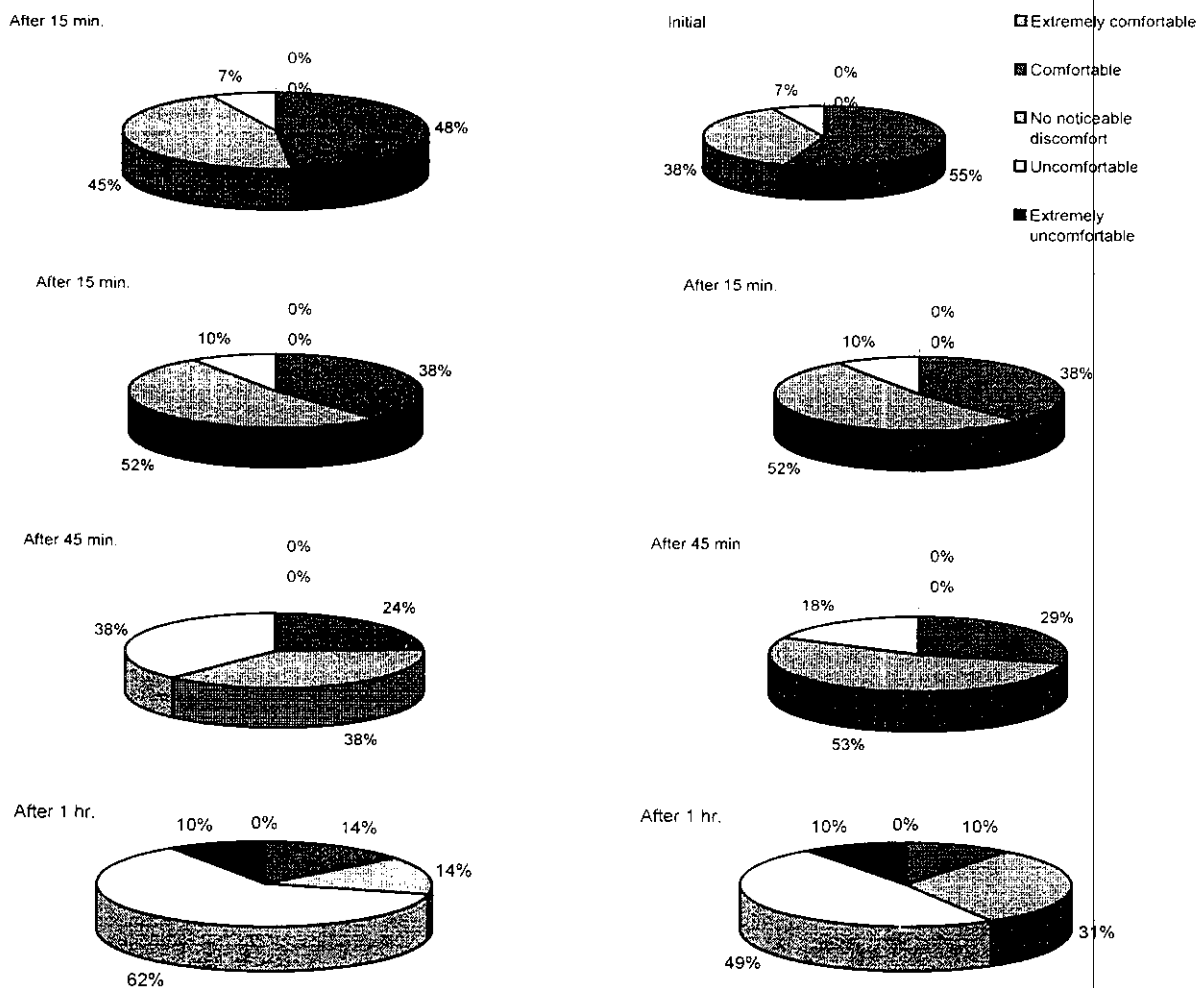 After 15 min.
0%
7%
0%
48%
45%
Initial
0%
7%
0%
38%
55%
Extremely comfortable
Comfortable
No noticeable
discomfort
Uncomfortable
Extremely
uncomfortable
After 15 min.
0%
10%
0%
38%
52%
After 15 min.
0%
10%
0%
38%
52%
After 45 min.
0%
0%
24%
38%
38%
After 45 min
0%
0%
18%
29%
53%
After 1 hr.
10%
0%
14%
14%
62%
After 1 hr.
10%
0%
10%
31%
49%